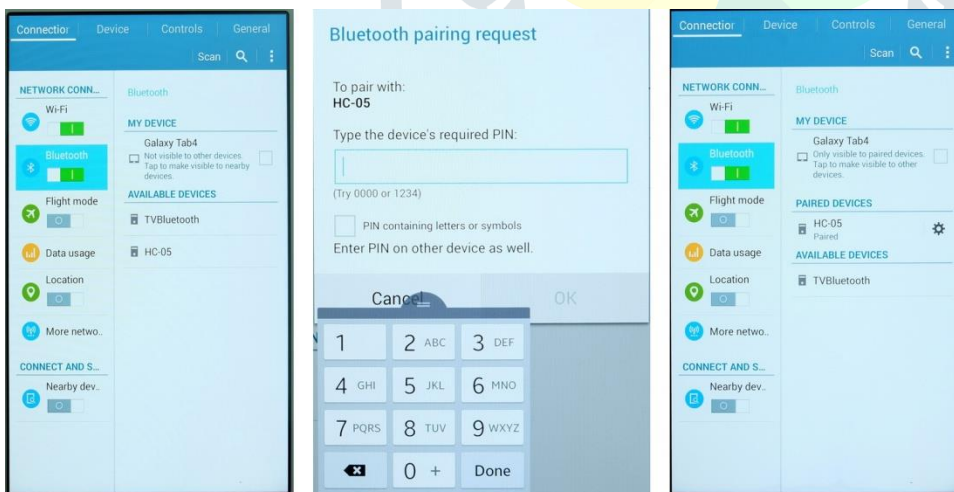 Connectior Device Controls General
Scan
NETWORK CONN...
Wi-Fi
Bluetooth
Flight mode
Data usage
Location
More netwo..
CONNECT AND S...
Nearby dev..
Bluetooth
MY DEVICE
Galaxy Tab4
Not visible to other devices.
Tap to make visible to nearby
devices.
AVAILABLE DEVICES
TVBluetooth
HC-05
Bluetooth pairing request
To pair with:
HC-05
Type the device's required PIN:
(Try 0000 or 1234)
PIN containing letters or symbols
Enter PIN on other device as well.
Cancel OK
1 2 ABC 3 DEF
4 GHI 5 JKL 6 MNO
7 PQRS 8 TUV 9 WXYZ
0 + Done
Connectior Device Controls General
Scan
NETWORK CONN...
Wi-Fi
Bluetooth
Flight mode
Data usage
Location
More netwo..
CONNECT AND S...
Nearby dev..
Bluetooth
MY DEVICE
Galaxy Tab4
Only visible to paired devices.
Tap to make visible to other
devices.
PAIRED DEVICES
HC-05
Paired
AVAILABLE DEVICES
TVBluetooth